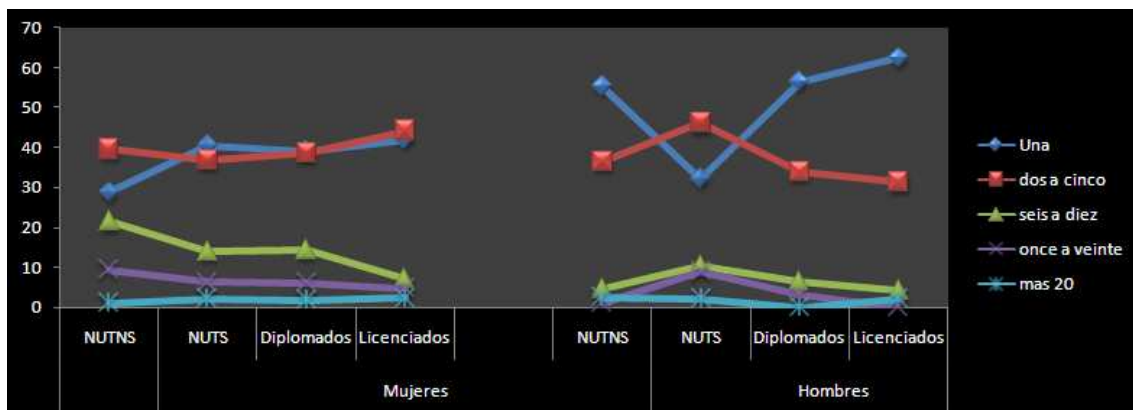 70
60
50
40
30
20
10
0
NUTNS NUTS Diplomados Licenciados NUTNS NUTS Diplomados Licenciados
Mujeres Hombres
Una
dos a cinco
seis a diez
once a veinte
mas 20